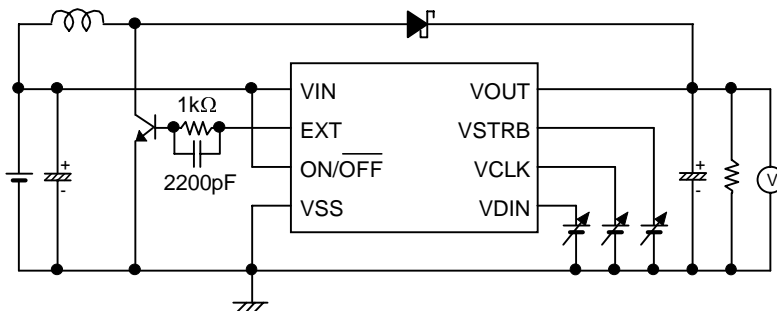 VIN
VOUT
1kΩ
EXT
VSTRB
+
+
ON/OFF
VCLK
-
-
2200pF
V
VSS
VDIN